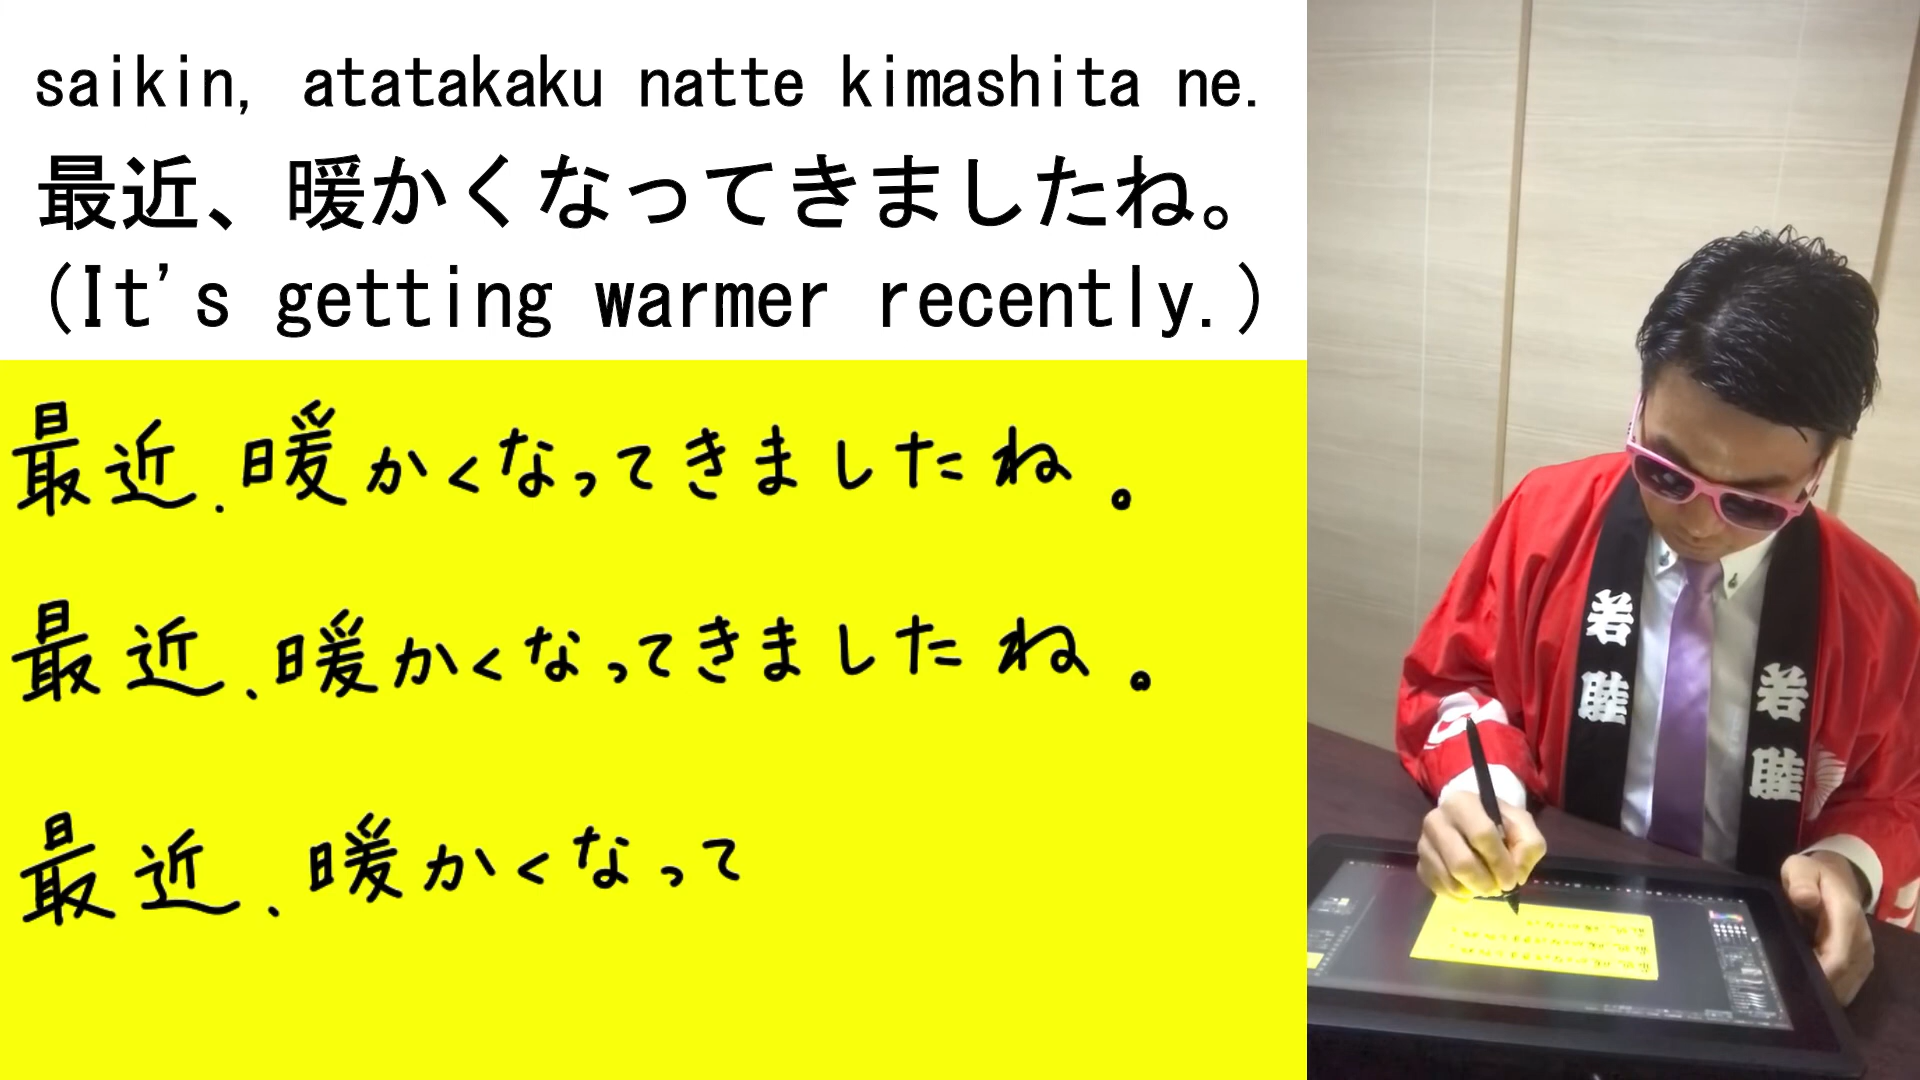 saikin, atatakaku natte kimashita ne.
最近、暖かくなってきましたね。
(It's getting warmer recently.)
最近、暖かくなってきましたね。
最近、暖かくなってきましたね。
最近、暖かくなって
若睦
若睦